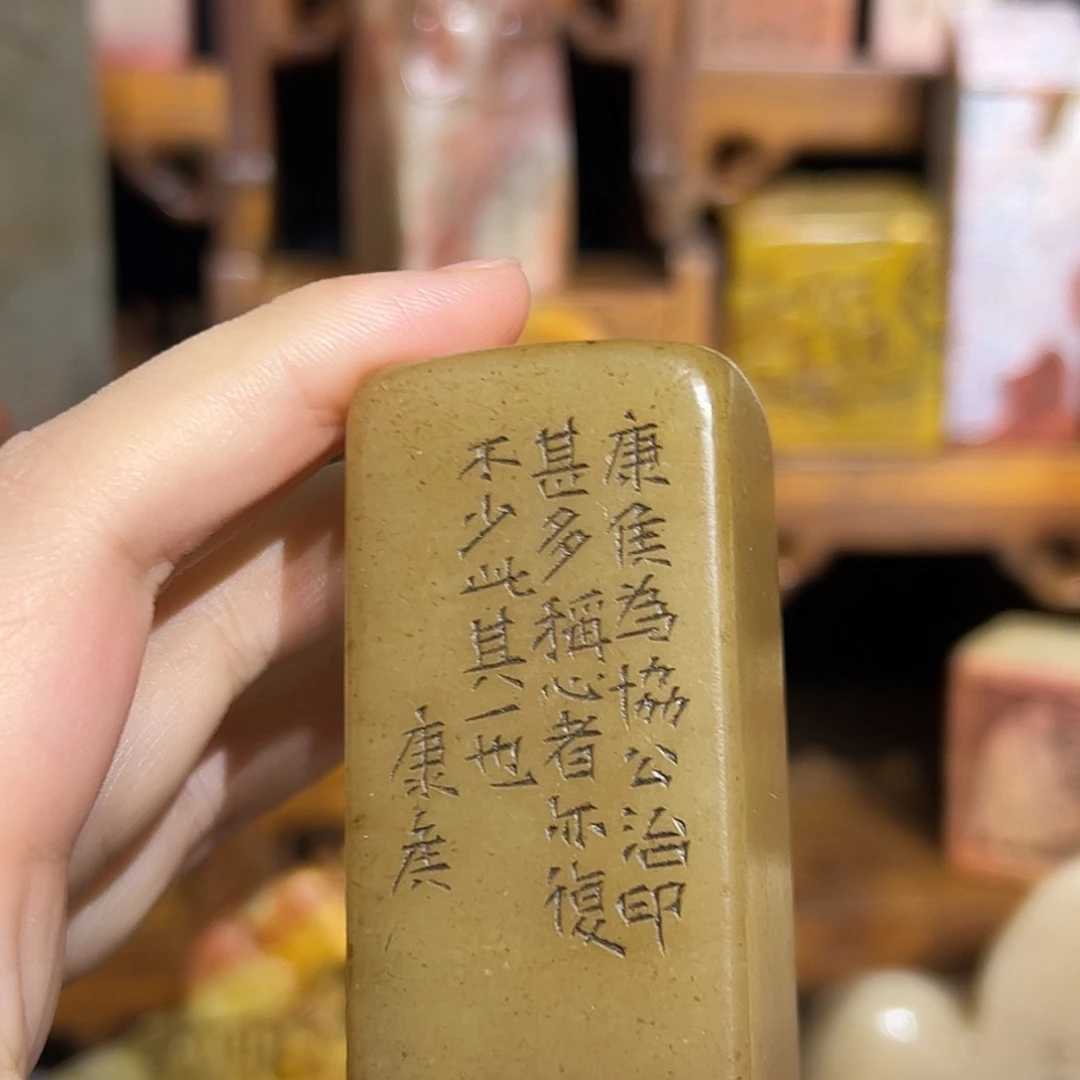 康侯為協公治印
甚多稱心者亦復
不少此其一也
康侯